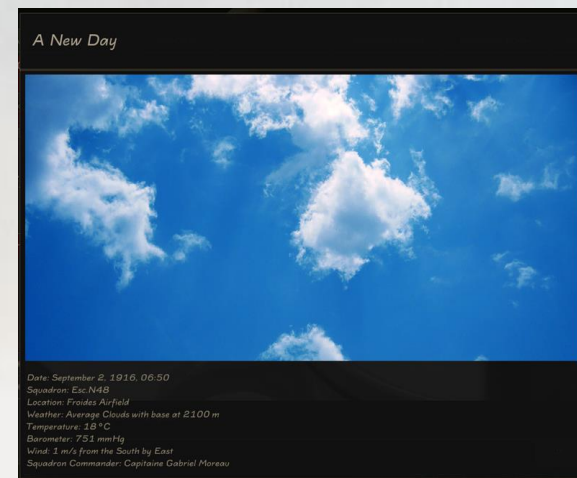 A New Day
Date: September 2, 1916, 06:50
Squadron: Esc.N48
Location: Froides Airfield
Weather: Average Clouds with base at 2100 m
Temperature: 18 °C
Barometer: 751 mmHg
Wind: 1 m/s from the South by East
Squadron Commander: Capitaine Gabriel Moreau